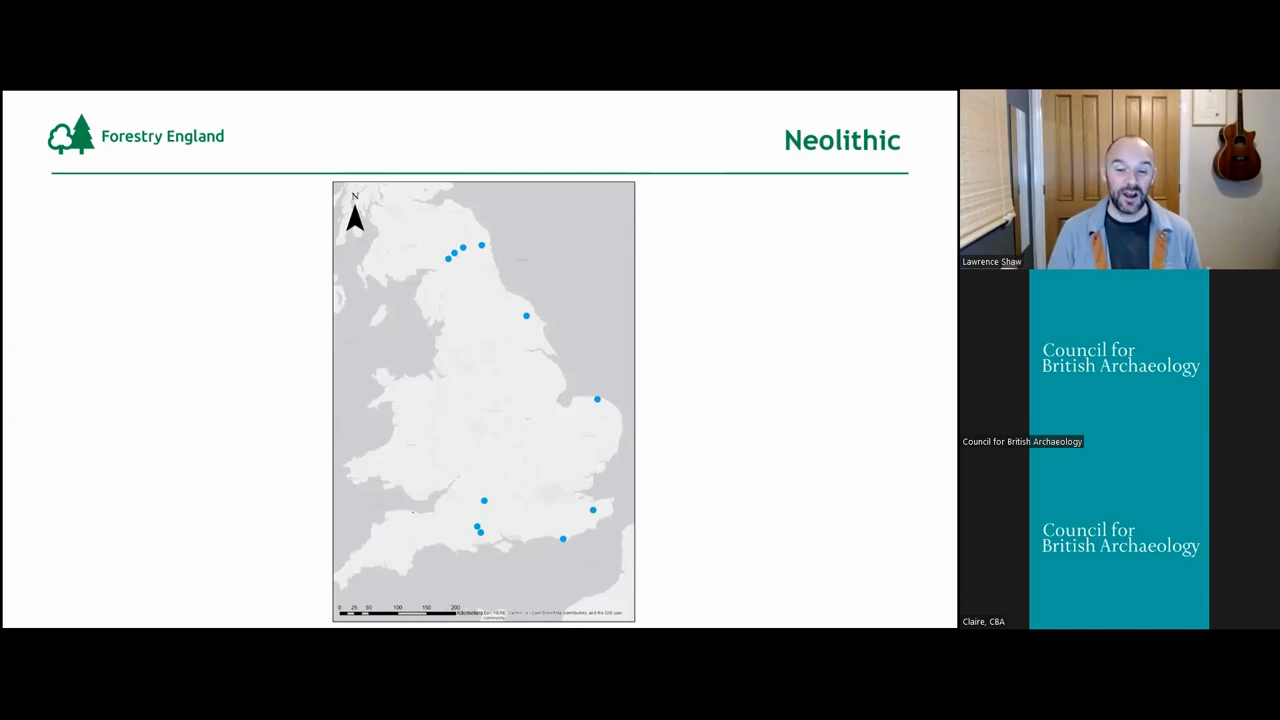 Forestry England
Neolithic
N
0 25 50 100 150 200
Kilometers
Lawrence Shaw
Council for
British Archaeology
Council for British Archaeology
Council for
British Archaeology
Claire, CBA